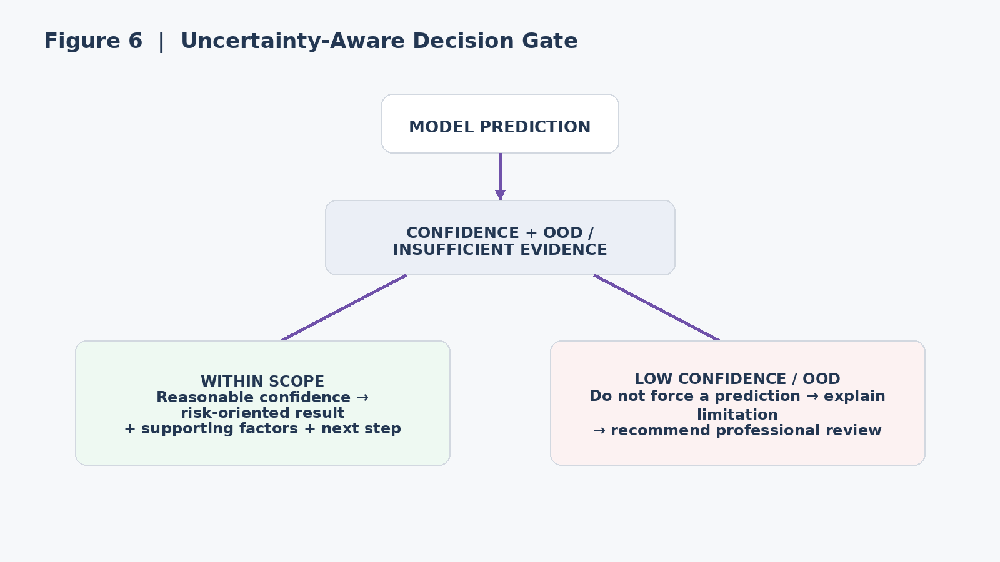 Figure 6 | Uncertainty-Aware Decision Gate
MODEL PREDICTION
CONFIDENCE + OOD /
INSUFFICIENT EVIDENCE
WITHIN SCOPE
Reasonable confidence →
risk-oriented result
+ supporting factors + next step
LOW CONFIDENCE / OOD
Do not force a prediction → explain
limitation
→ recommend professional review